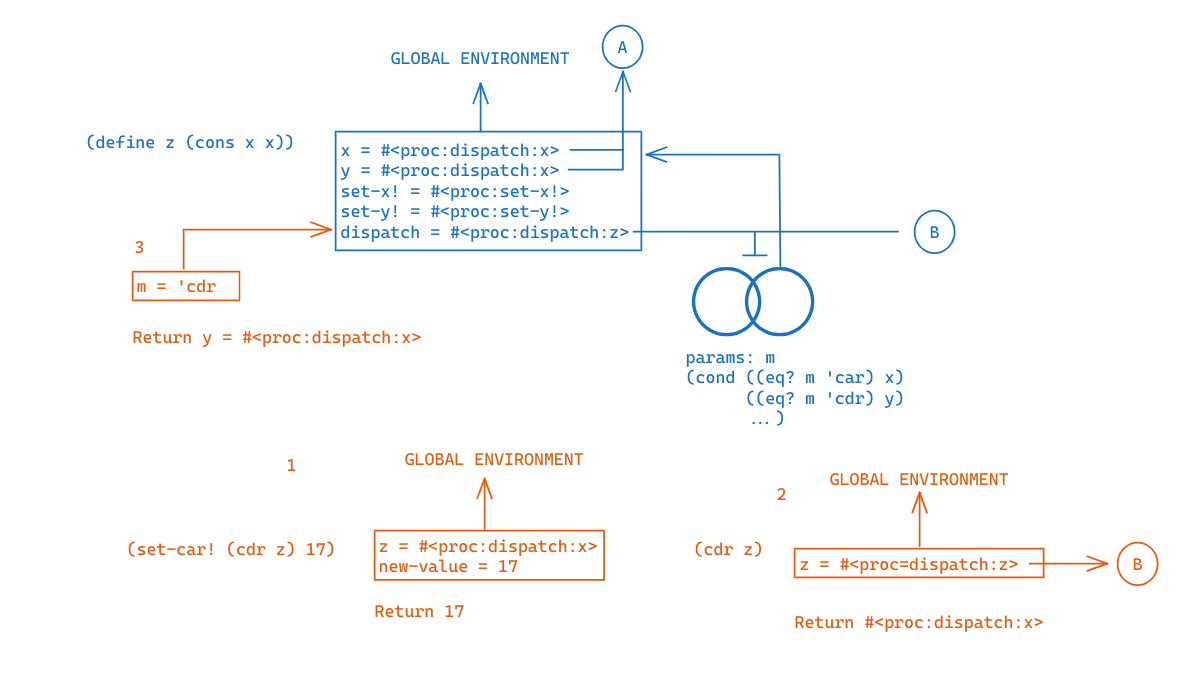 A
GLOBAL ENVIRONMENT
(define z (cons x x))
x = #<proc:dispatch:x>
y = #<proc:dispatch:x>
set-x! = #<proc:set-x!>
set-y! = #<proc:set-y!>
dispatch = #<proc:dispatch:z>
B
3
m = 'cdr
Return y = #<proc:dispatch:x>
params: m
(cond ((eq? m 'car) x)
((eq? m 'cdr) y)
...)
1
GLOBAL ENVIRONMENT
(set-car! (cdr z) 17)
z = #<proc:dispatch:x>
new-value = 17
Return 17
2
GLOBAL ENVIRONMENT
(cdr z)
z = #<proc=dispatch:z>
B
Return #<proc:dispatch:x>